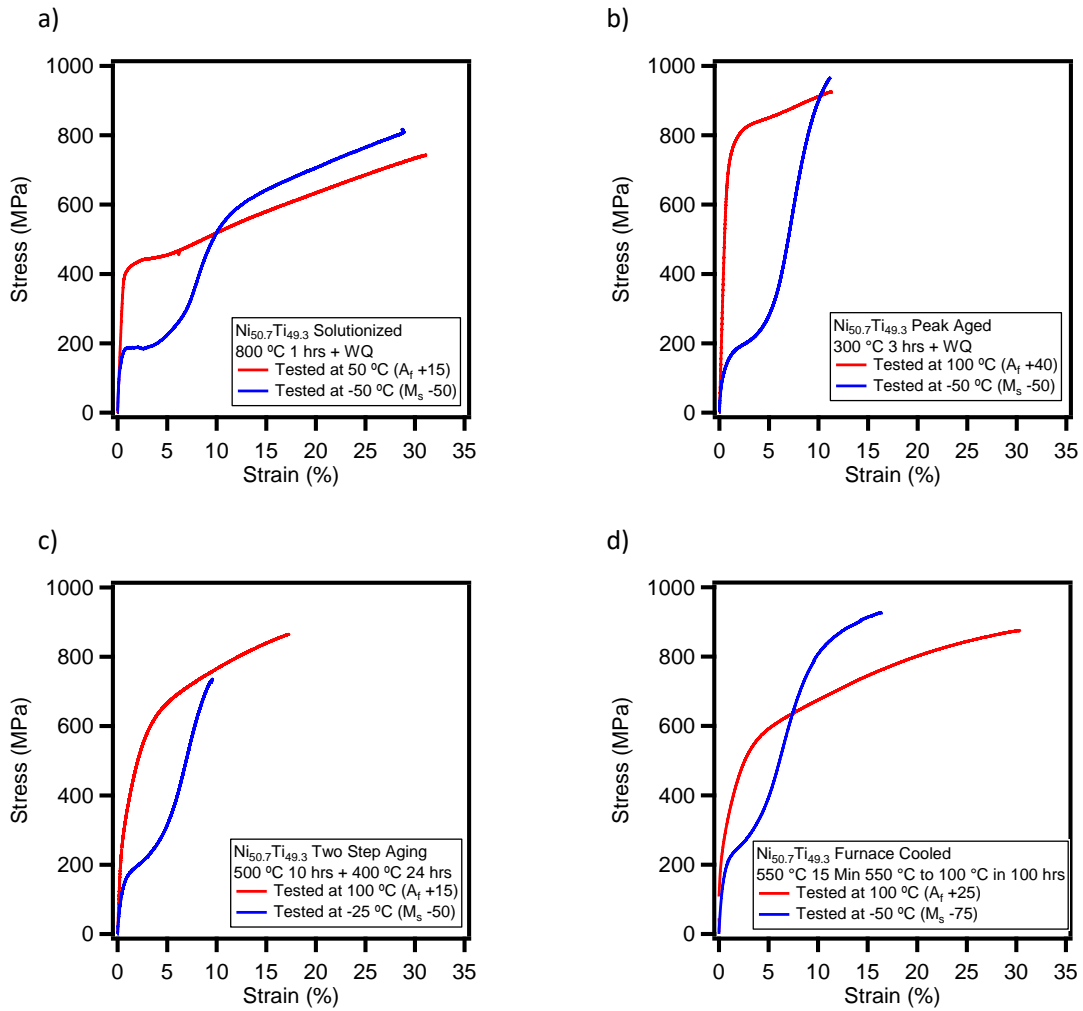 a)
1000
800
600
400
200
0
Stress (MPa)
0 5 10 15 20 25 30 35
Strain (%)
Ni50.7Ti49.3 Solutionized
800 ºC 1 hrs + WQ
Tested at 50 ºC (Af +15)
Tested at -50 ºC (Ms -50)
b)
1000
800
600
400
200
0
Stress (MPa)
0 5 10 15 20 25 30 35
Strain (%)
Ni50.7Ti49.3 Peak Aged
300 °C 3 hrs + WQ
Tested at 100 ºC (Af +40)
Tested at -50 ºC (Ms -50)
c)
1000
800
600
400
200
0
Stress (MPa)
0 5 10 15 20 25 30 35
Strain (%)
Ni50.7Ti49.3 Two Step Aging
500 ºC 10 hrs + 400 ºC 24 hrs
Tested at 100 ºC (Af +15)
Tested at -25 ºC (Ms -50)
d)
1000
800
600
400
200
0
Stress (MPa)
0 5 10 15 20 25 30 35
Strain (%)
Ni50.7Ti49.3 Furnace Cooled
550 °C 15 Min 550 °C to 100 °C in 100 hrs
Tested at 100 ºC (Af +25)
Tested at -50 ºC (Ms -75)